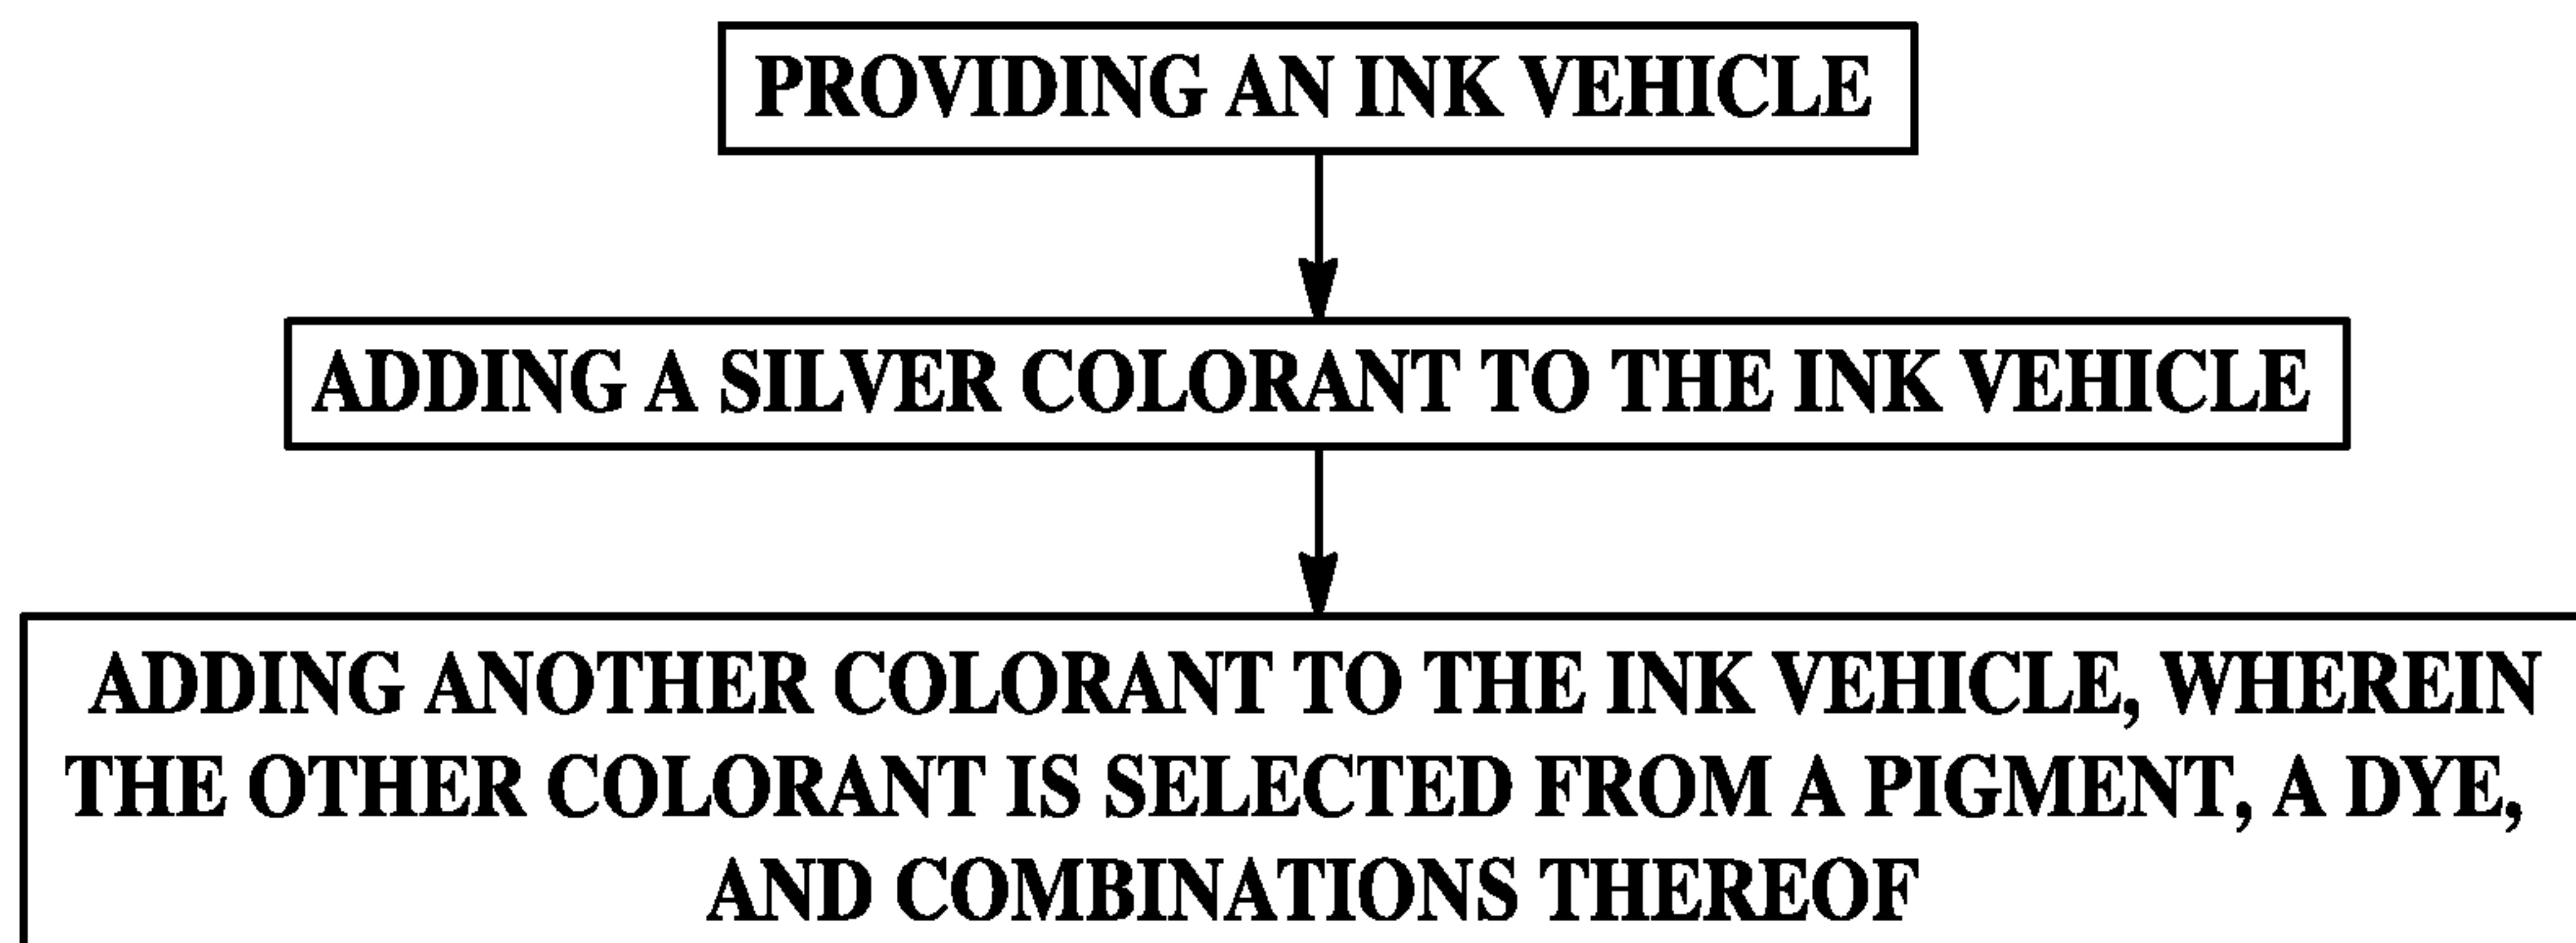 PROVIDING AN INK VEHICLE
ADDING A SILVER COLORANT TO THE INK VEHICLE
ADDING ANOTHER COLORANT TO THE INK VEHICLE, WHEREIN
THE OTHER COLORANT IS SELECTED FROM A PIGMENT, A DYE,
AND COMBINATIONS THEREOF